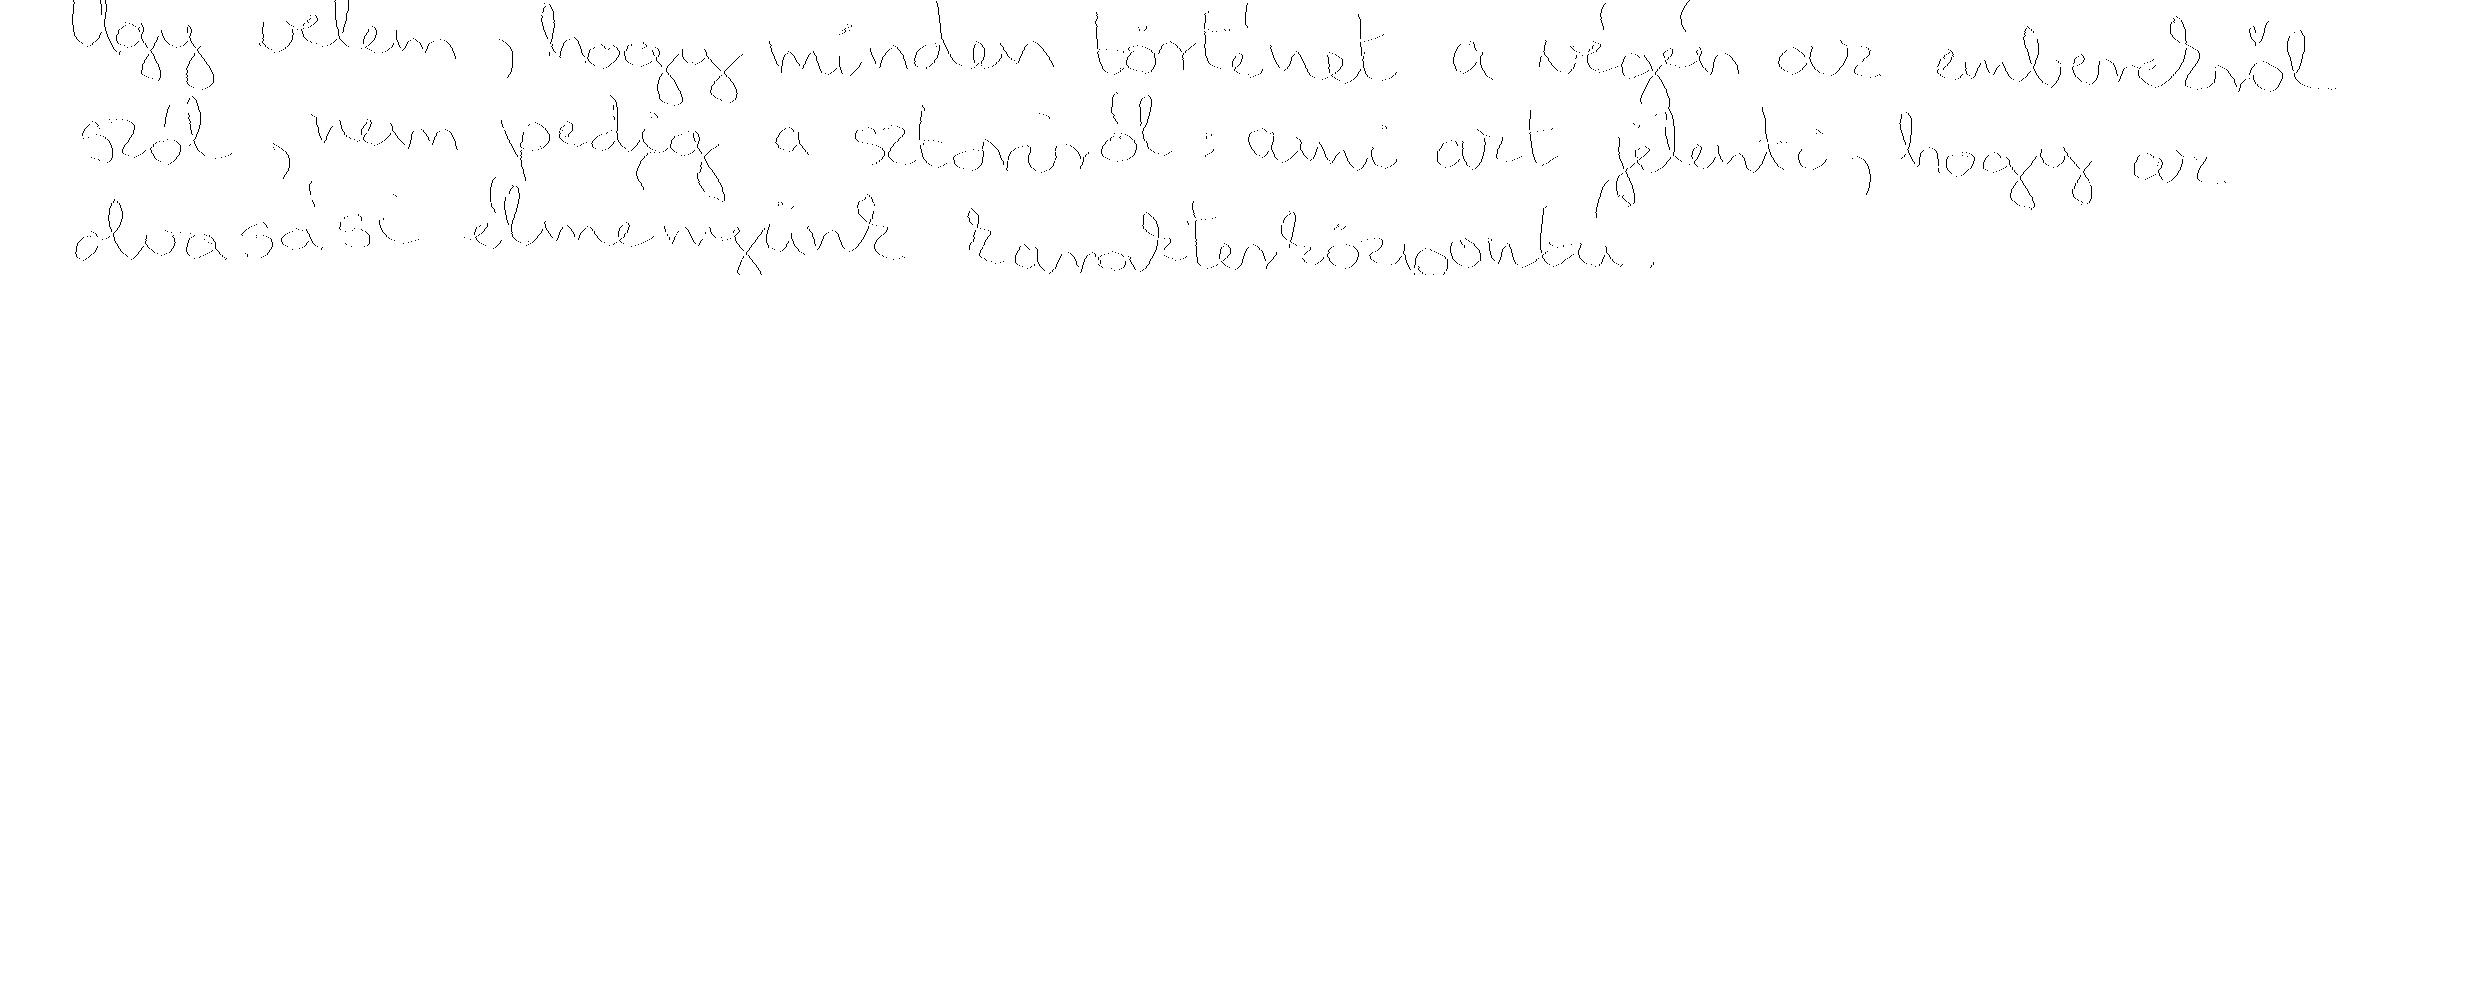 Úgy vélem, hogy minden történet a végén az emberekről
szól, nem pedig a sztoriról: ami azt jelenti, hogy az
olvasási élményünk karakterközpontú.